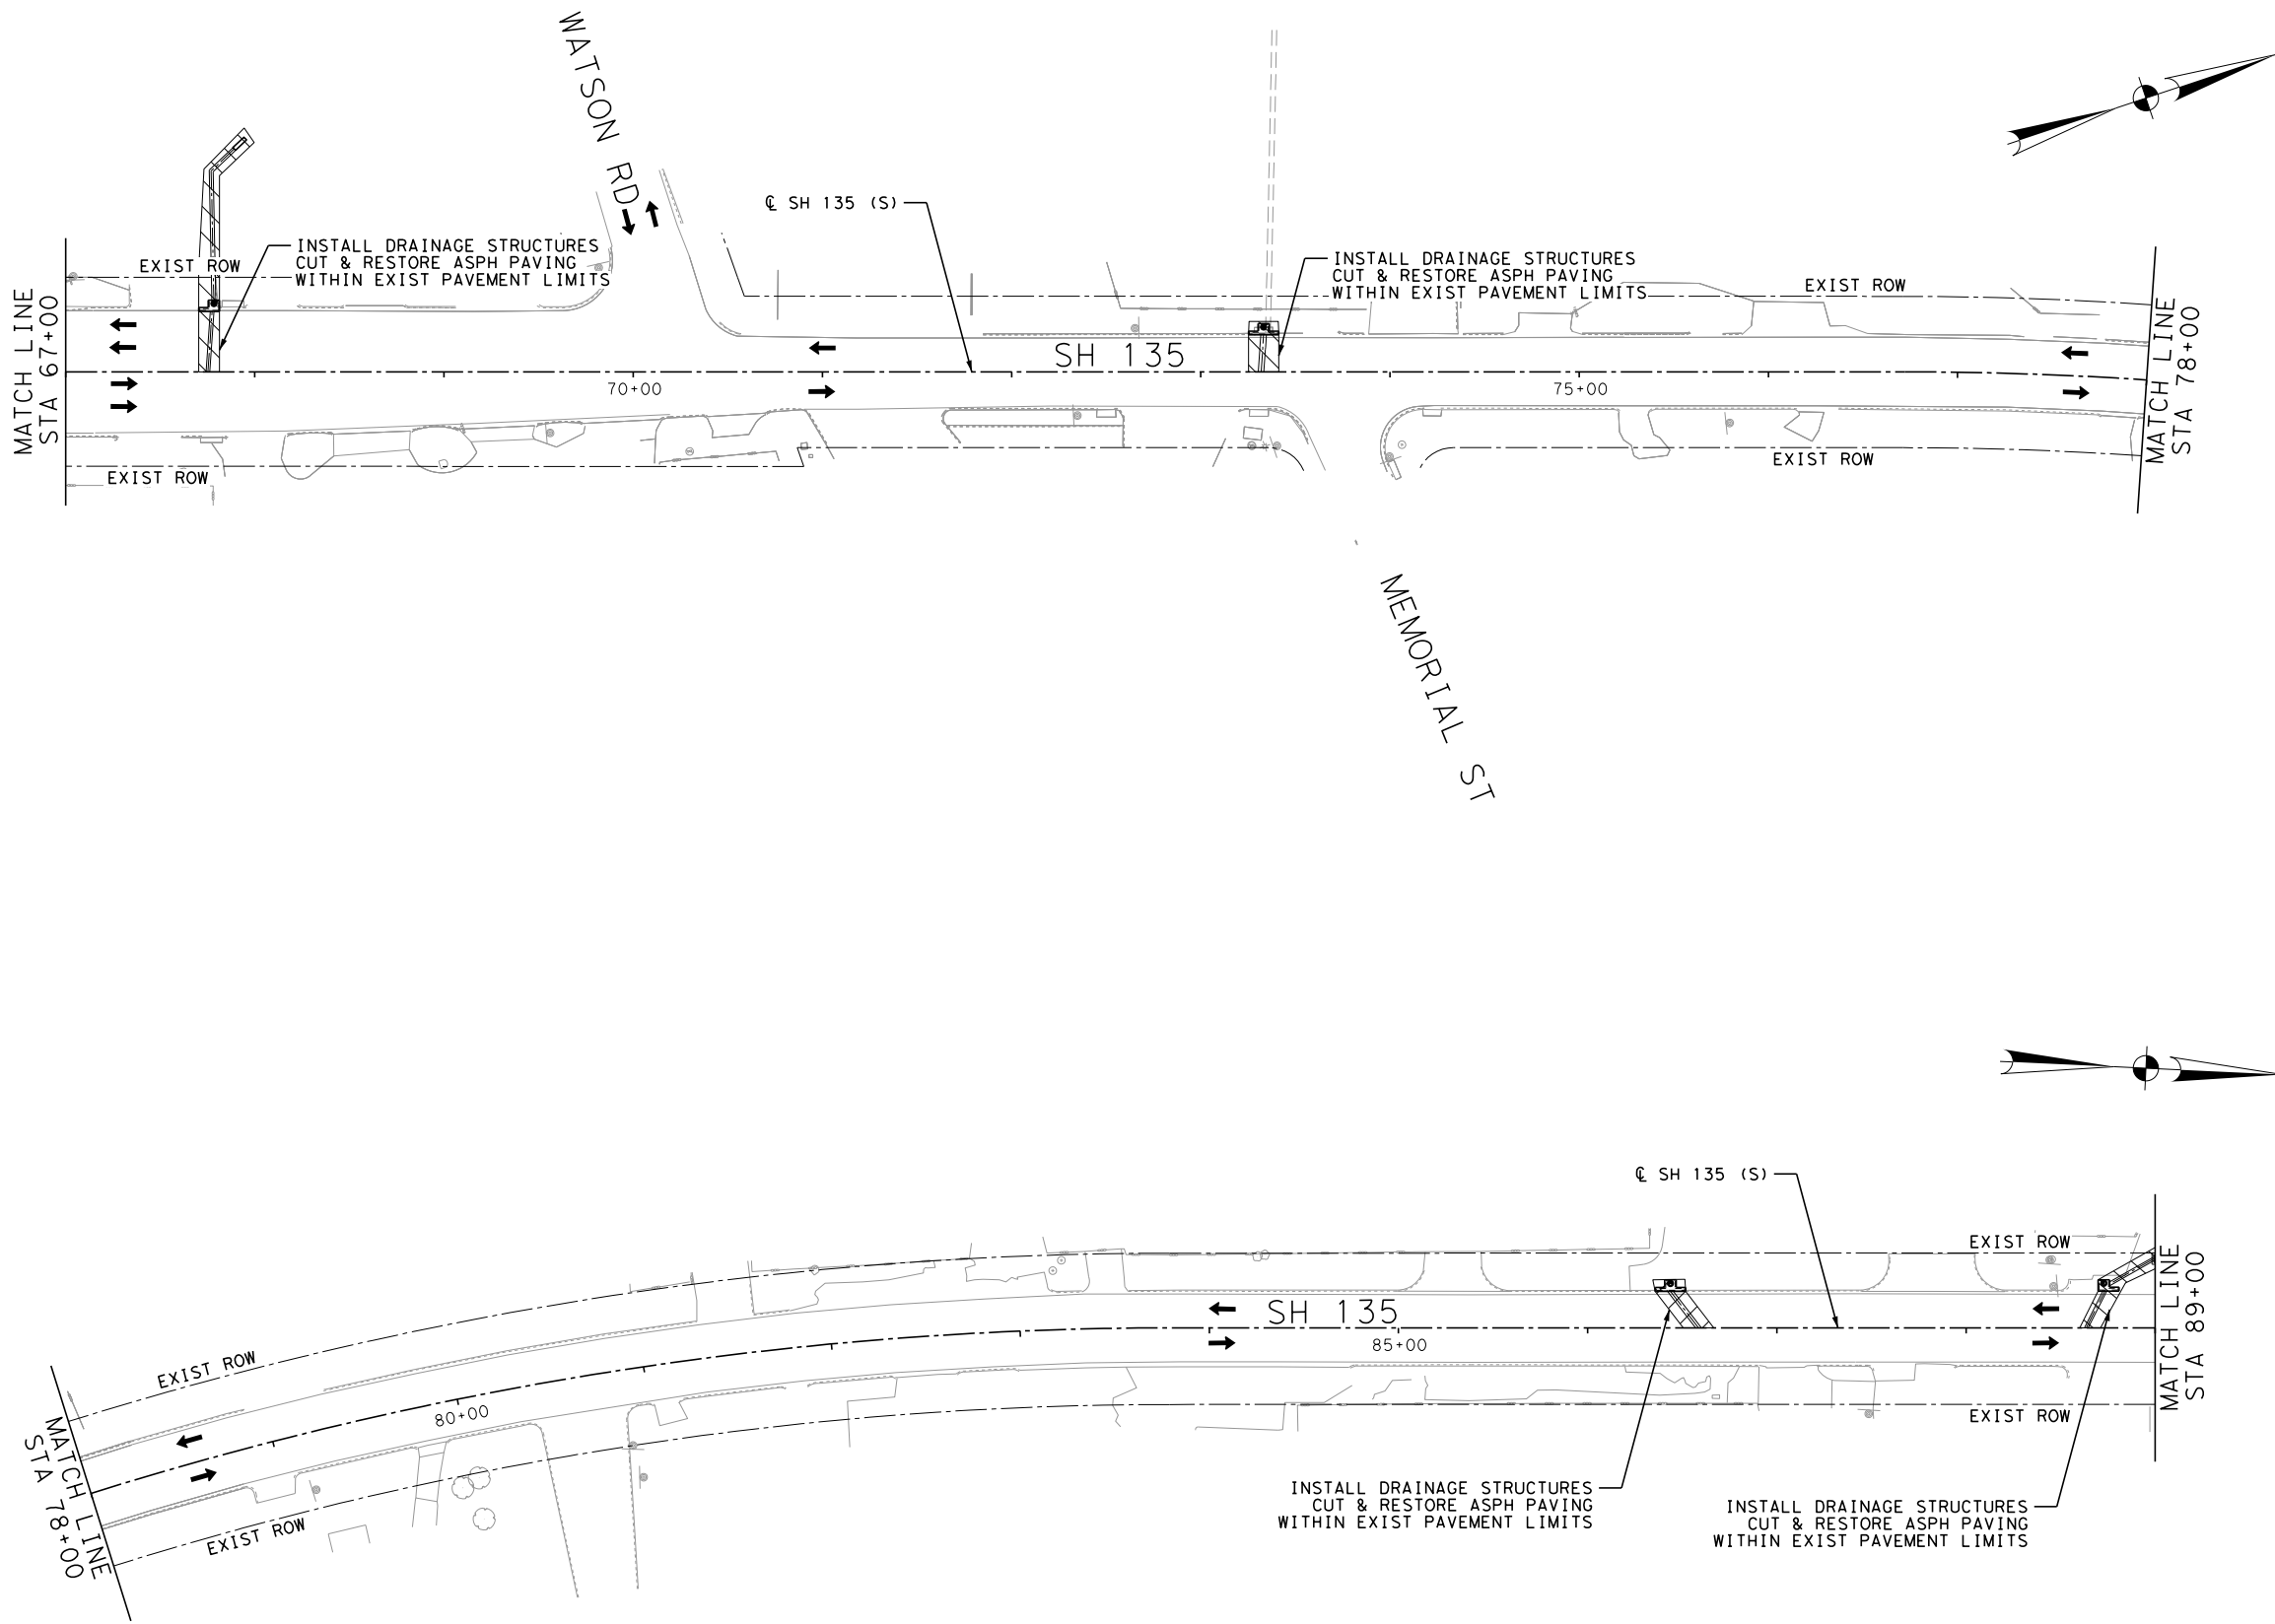 WATSON RD
℄ SH 135 (S)
INSTALL DRAINAGE STRUCTURES
CUT & RESTORE ASPH PAVING
WITHIN EXIST PAVEMENT LIMITS
INSTALL DRAINAGE STRUCTURES
CUT & RESTORE ASPH PAVING
WITHIN EXIST PAVEMENT LIMITS
EXIST ROW
EXIST ROW
MATCH LINE
STA 67+00
SH 135
MATCH LINE
STA 78+00
70+00
75+00
EXIST ROW
EXIST ROW
MEMORIAL ST
℄ SH 135 (S)
EXIST ROW
SH 135
MATCH LINE
STA 89+00
85+00
EXIST ROW
80+00
EXIST ROW
MATCH LINE
STA 78+00
EXIST ROW
INSTALL DRAINAGE STRUCTURES
CUT & RESTORE ASPH PAVING
WITHIN EXIST PAVEMENT LIMITS
INSTALL DRAINAGE STRUCTURES
CUT & RESTORE ASPH PAVING
WITHIN EXIST PAVEMENT LIMITS